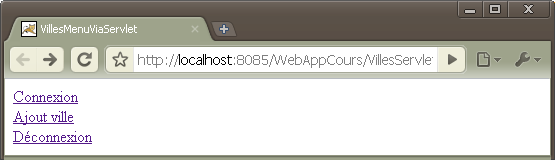 VillesMenuViaServlet
http://localhost:8085/WebAppCours/VillesServlet
Connexion
Ajout ville
Déconnexion